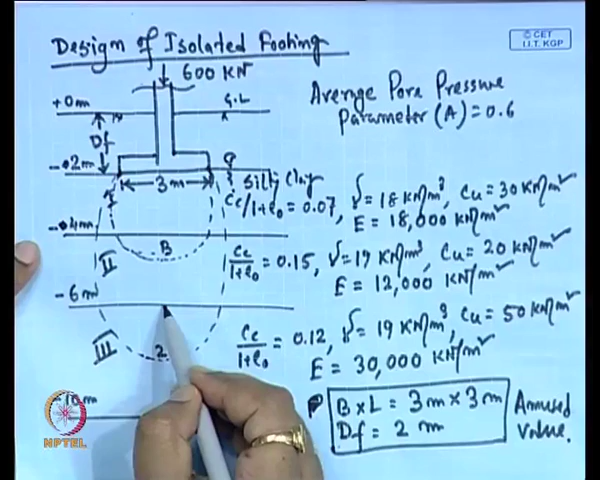 Design of Isolated Footing
© CET
I.I.T. KGP
600 KN
+0m
G.L
Average Pore Pressure
Parameter (A) = 0.6
Df
-2m
3m
q
I
Silty Clay
Cc/1+e₀ = 0.07, γ = 18 KN/m³, Cu = 30 KN/m²
E = 18,000 KN/m²
-4m
B
II
Cc/1+e₀ = 0.15, γ = 19 KN/m³, Cu = 20 KN/m²
E = 12,000 KN/m²
-6m
III
2
Cc/1+e₀ = 0.12, γ = 19 KN/m³, Cu = 50 KN/m²
E = 30,000 KN/m²
10m
B x L = 3m x 3m
Df = 2 m
Assumed
value.
NPTEL